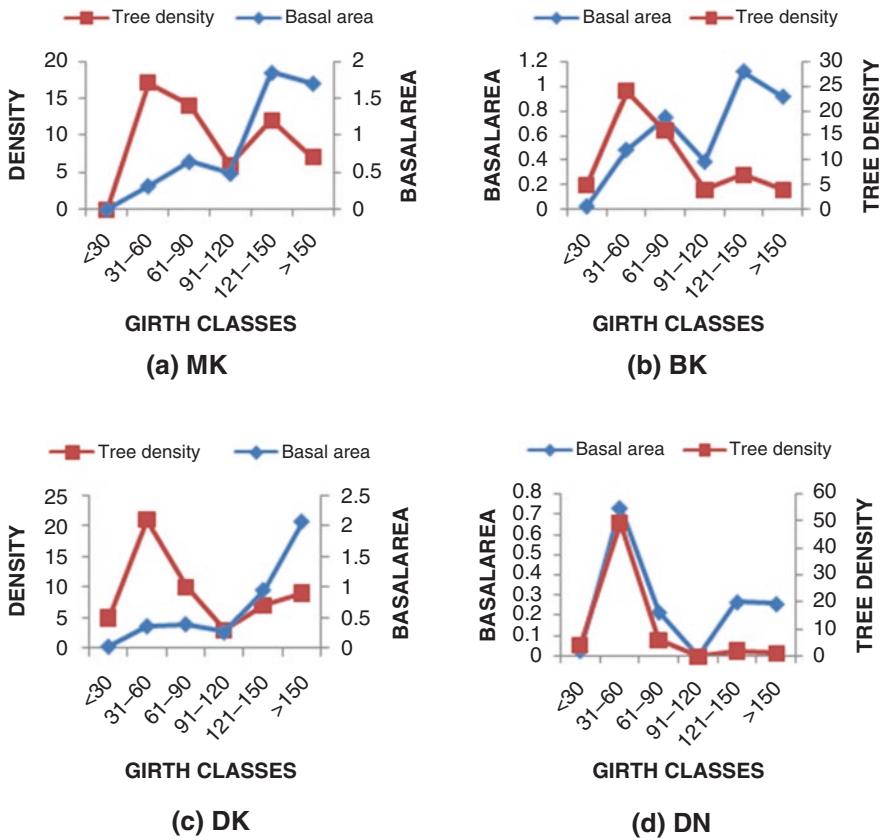 Tree density Basal area
20
15
10
5
0
DENSITY
2
1.5
1
0.5
0
BASALAREA
<30 31–60 61–90 91–120 121–150 >150
GIRTH CLASSES
(a) MK
Basal area Tree density
1.2
1
0.8
0.6
0.4
0.2
0
BASALAREA
30
25
20
15
10
5
0
TREE DENSITY
<30 31–60 61–90 91–120 121–150 >150
GIRTH CLASSES
(b) BK
Tree density Basal area
25
20
15
10
5
0
DENSITY
2.5
2
1.5
1
0.5
0
BASALAREA
<30 31–60 61–90 91–120 121–150 >150
GIRTH CLASSES
(c) DK
Basal area Tree density
0.8
0.7
0.6
0.5
0.4
0.3
0.2
0.1
0
BASALAREA
60
50
40
30
20
10
0
TREE DENSITY
<30 31–60 61–90 91–120 121–150 >150
GIRTH CLASSES
(d) DN